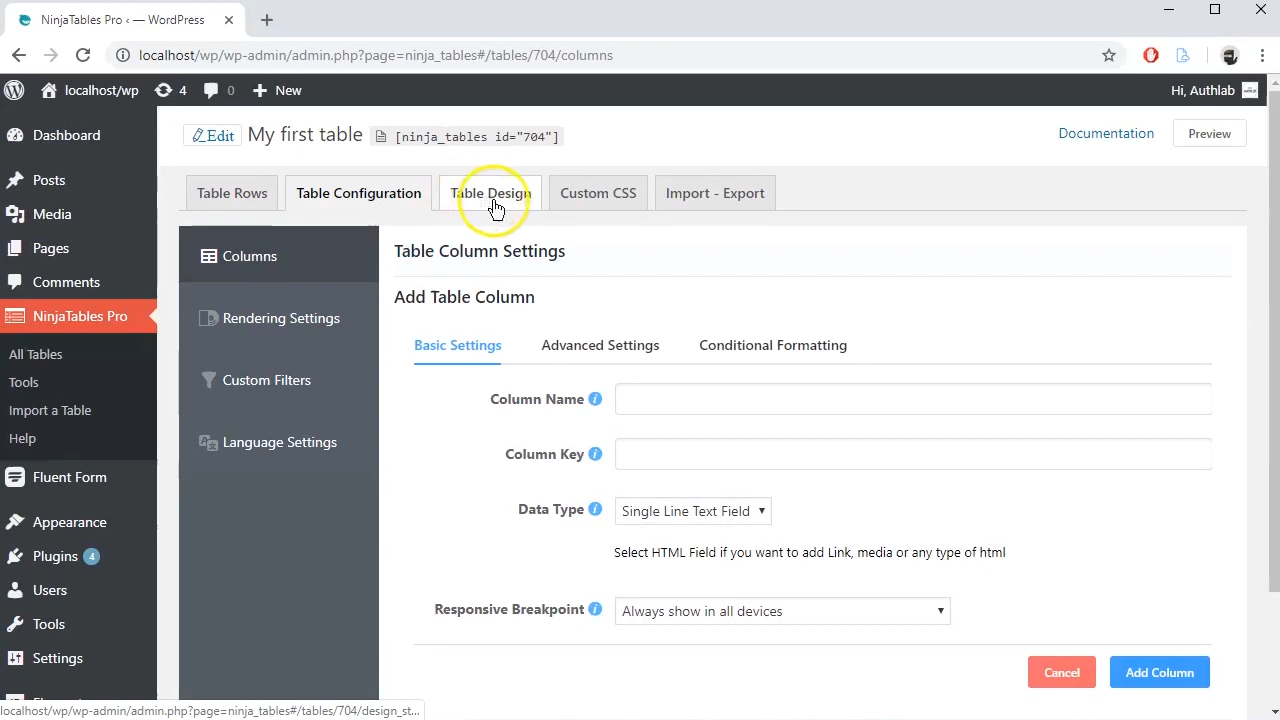 NinjaTables Pro ‹ — WordPress
localhost/wp/wp-admin/admin.php?page=ninja_tables#/tables/704/columns
localhost/wp 4 0 New Hi, Authlab
Dashboard
Posts
Media
Pages
Comments
NinjaTables Pro
All Tables
Tools
Import a Table
Help
Fluent Form
Appearance
Plugins 4
Users
Tools
Settings
Edit My first table [ninja_tables id="704"] Documentation Preview
Table Rows Table Configuration Table Design Custom CSS Import - Export
Columns
Rendering Settings
Custom Filters
Language Settings
Table Column Settings
Add Table Column
Basic Settings Advanced Settings Conditional Formatting
Column Name
Column Key
Data Type Single Line Text Field
Select HTML Field if you want to add Link, media or any type of html
Responsive Breakpoint Always show in all devices
Cancel Add Column
localhost/wp/wp-admin/admin.php?page=ninja_tables#/tables/704/design_st...